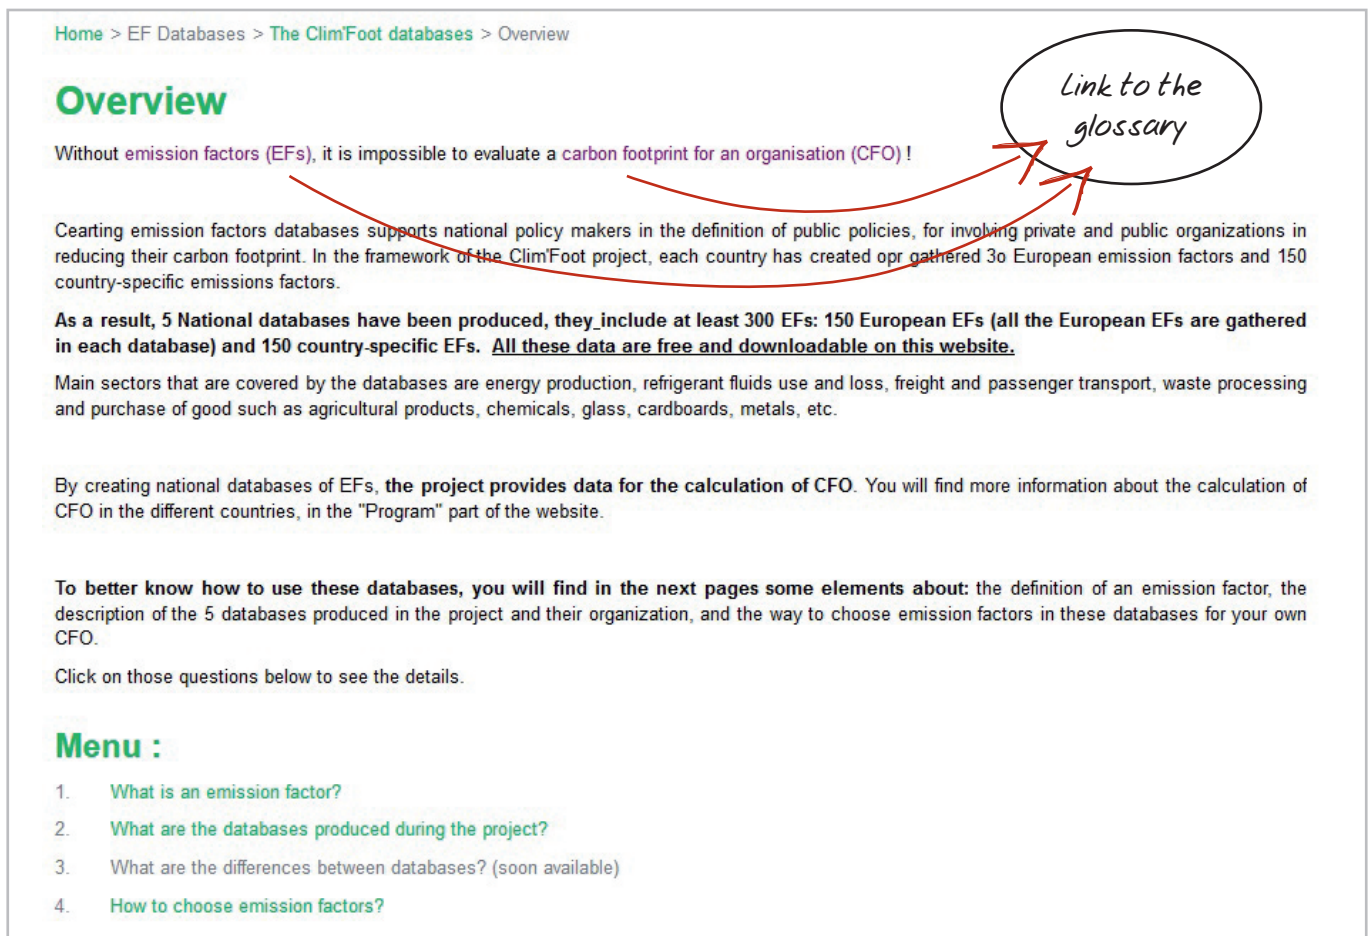 Home > EF Databases > The Clim'Foot databases > Overview
Overview
Link to the
glossary
Without emission factors (EFs), it is impossible to evaluate a carbon footprint for an organisation (CFO) !
Cearting emission factors databases supports national policy makers in the definition of public policies, for involving private and public organizations in
reducing their carbon footprint. In the framework of the Clim'Foot project, each country has created opr gathered 3o European emission factors and 150
country-specific emissions factors.
As a result, 5 National databases have been produced, they include at least 300 EFs: 150 European EFs (all the European EFs are gathered
in each database) and 150 country-specific EFs. All these data are free and downloadable on this website.
Main sectors that are covered by the databases are energy production, refrigerant fluids use and loss, freight and passenger transport, waste processing
and purchase of good such as agricultural products, chemicals, glass, cardboards, metals, etc.
By creating national databases of EFs, the project provides data for the calculation of CFO. You will find more information about the calculation of
CFO in the different countries, in the "Program" part of the website.
To better know how to use these databases, you will find in the next pages some elements about: the definition of an emission factor, the
description of the 5 databases produced in the project and their organization, and the way to choose emission factors in these databases for your own
CFO.
Click on those questions below to see the details.
Menu :
1. What is an emission factor?
2. What are the databases produced during the project?
3. What are the differences between databases? (soon available)
4. How to choose emission factors?